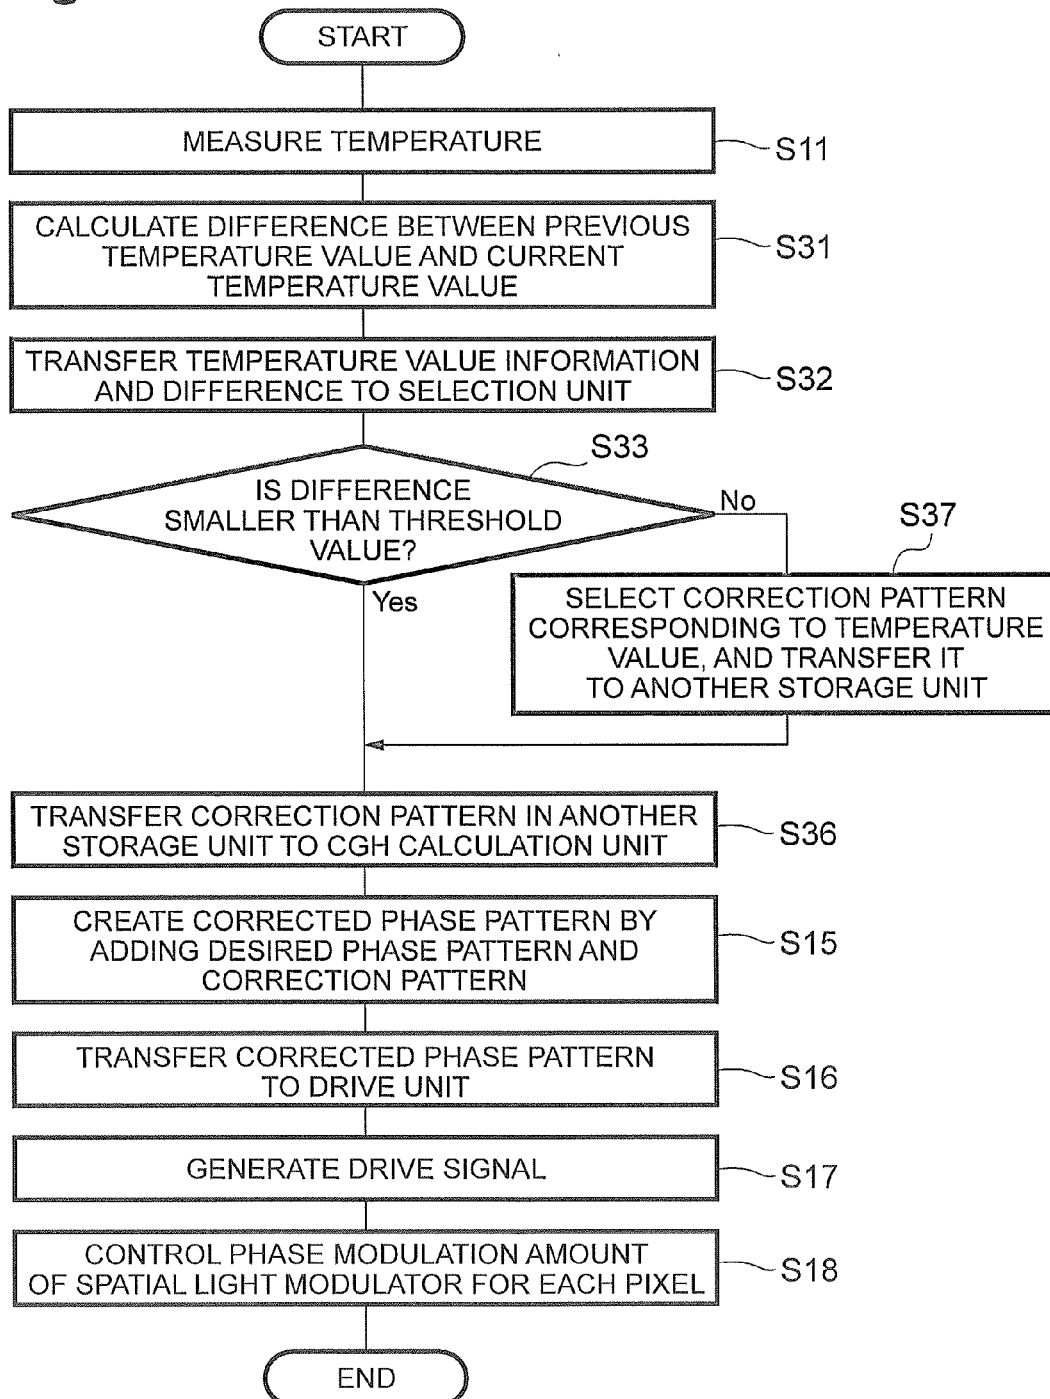 START
MEASURE TEMPERATURE
S11
CALCULATE DIFFERENCE BETWEEN PREVIOUS
TEMPERATURE VALUE AND CURRENT
TEMPERATURE VALUE
S31
TRANSFER TEMPERATURE VALUE INFORMATION
AND DIFFERENCE TO SELECTION UNIT
S32
S33
IS DIFFERENCE
SMALLER THAN THRESHOLD
VALUE?
No
Yes
S37
SELECT CORRECTION PATTERN
CORRESPONDING TO TEMPERATURE
VALUE, AND TRANSFER IT
TO ANOTHER STORAGE UNIT
TRANSFER CORRECTION PATTERN IN ANOTHER
STORAGE UNIT TO CGH CALCULATION UNIT
S36
CREATE CORRECTED PHASE PATTERN BY
ADDING DESIRED PHASE PATTERN AND
CORRECTION PATTERN
S15
TRANSFER CORRECTED PHASE PATTERN
TO DRIVE UNIT
S16
GENERATE DRIVE SIGNAL
S17
CONTROL PHASE MODULATION AMOUNT
OF SPATIAL LIGHT MODULATOR FOR EACH PIXEL
S18
END